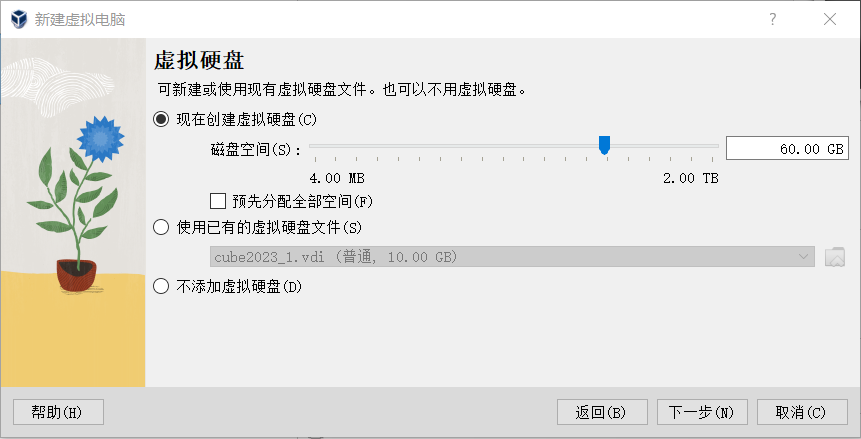 新建虚拟电脑
虚拟硬盘
可新建或使用现有虚拟硬盘文件。也可以不用虚拟硬盘。
现在创建虚拟硬盘(C)
磁盘空间(S): 60.00 GB
4.00 MB 2.00 TB
预先分配全部空间(F)
使用已有的虚拟硬盘文件(S)
cube2023_1.vdi (普通, 10.00 GB)
不添加虚拟硬盘(D)
帮助(H) 返回(B) 下一步(N) 取消(C)